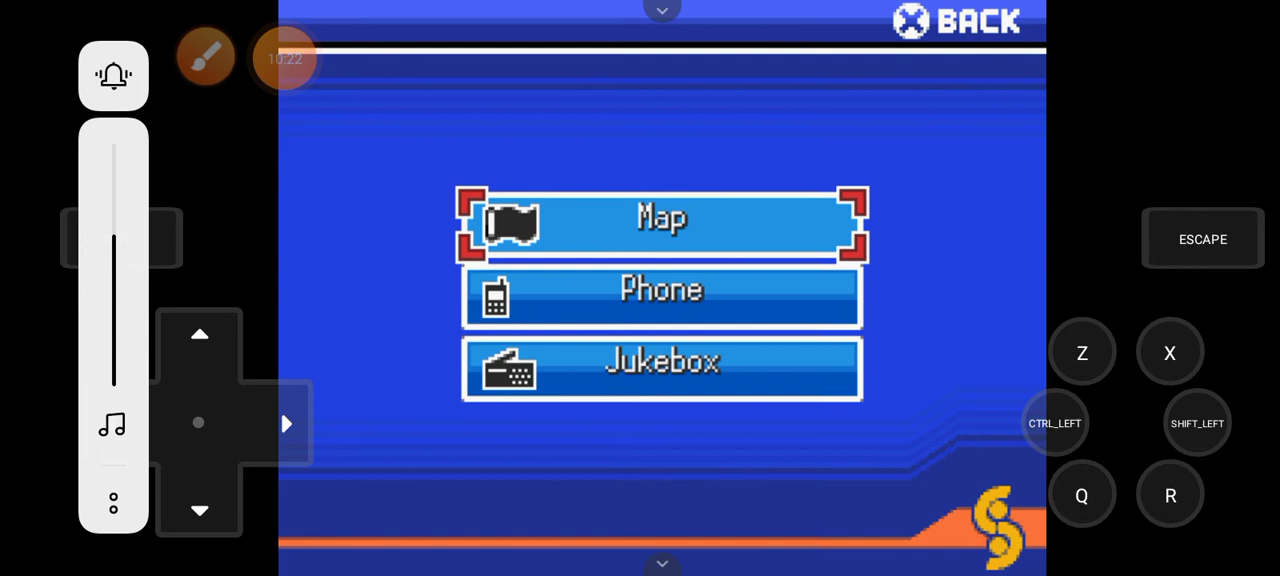 BACK
10:22
Map
ESCAPE
Phone
Z
X
Jukebox
CTRL_LEFT
SHIFT_LEFT
Q
R